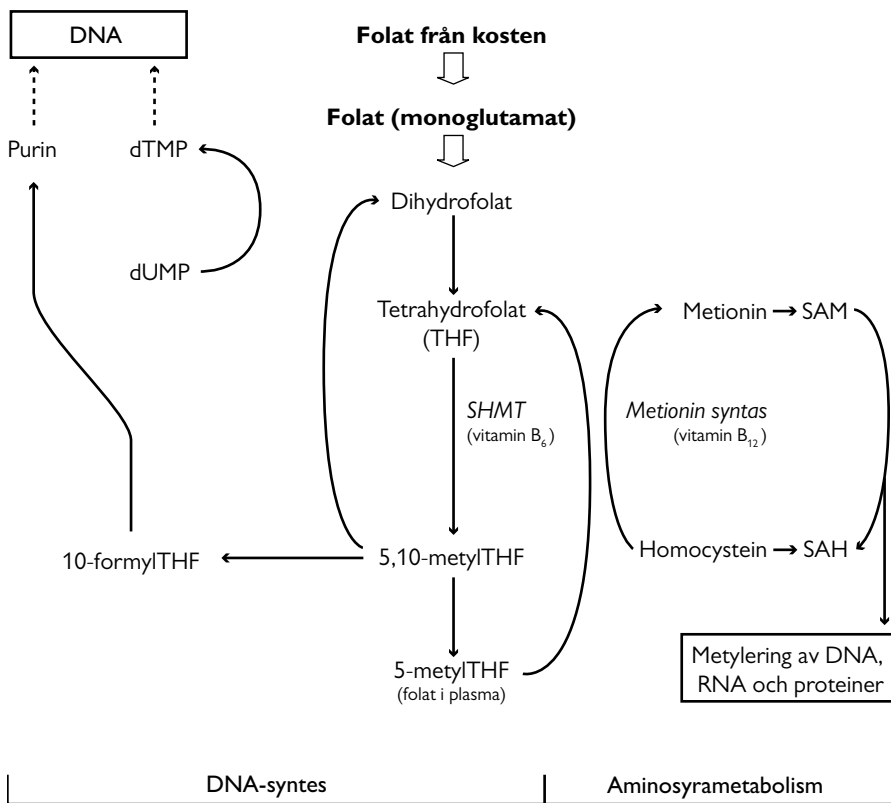 DNA
Folat från kosten
Folat (monoglutamat)
Purin
dTMP
Dihydrofolat
dUMP
Tetrahydrofolat
(THF)
Metionin
SAM
SHMT
(vitamin B6)
Metionin syntas
(vitamin B12)
10-formylTHF
5,10-metylTHF
Homocystein
SAH
5-metylTHF
(folat i plasma)
Metylering av DNA,
RNA och proteiner
DNA-syntes
Aminosyrametabolism